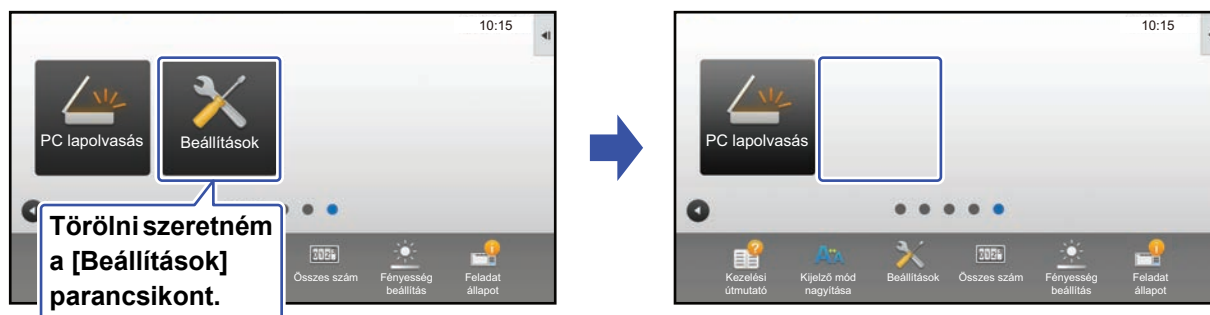 10:15
PC lapolvasás
Beállítások
Törölni szeretném
a [Beállítások]
parancsikont.
Összes szám
Fényesség
beállítás
Feladat
állapot
10:15
PC lapolvasás
Kezelési
útmutató
Kijelző mód
nagyítása
Beállítások
Összes szám
Fényesség
beállítás
Feladat
állapot